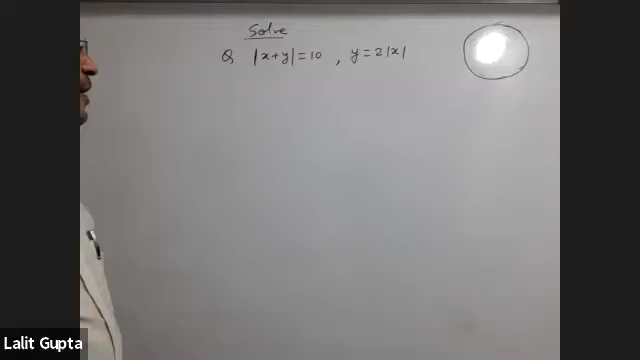 Solve
Q |x+y|=10 , y=2|x|
Lalit Gupta